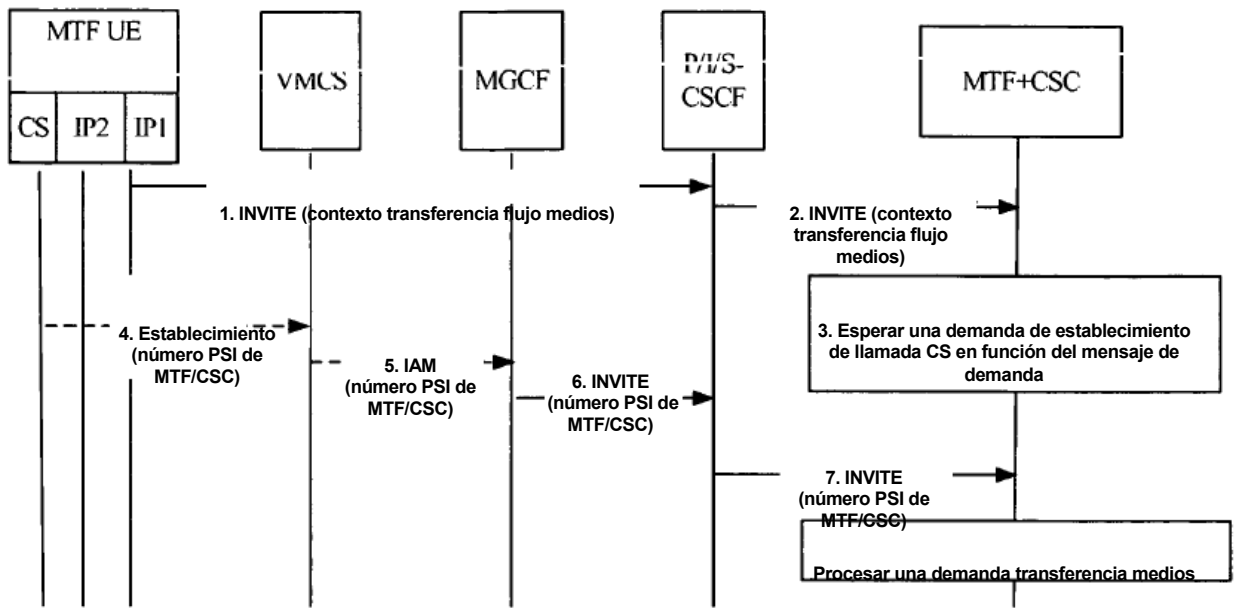 MTF UE
CS IP2 IP1
VMCS
MGCF
P/I/S-
CSCF
MTF+CSC
1. INVITE (contexto transferencia flujo medios)
2. INVITE (contexto
transferencia flujo
medios)
3. Esperar una demanda de establecimiento
de llamada CS en función del mensaje de
demanda
4. Establecimiento
(número PSI de
MTF/CSC)
5. IAM
(número PSI de
MTF/CSC)
6. INVITE
(número PSI de
MTF/CSC)
7. INVITE
(número PSI de
MTF/CSC)
Procesar una demanda transferencia medios